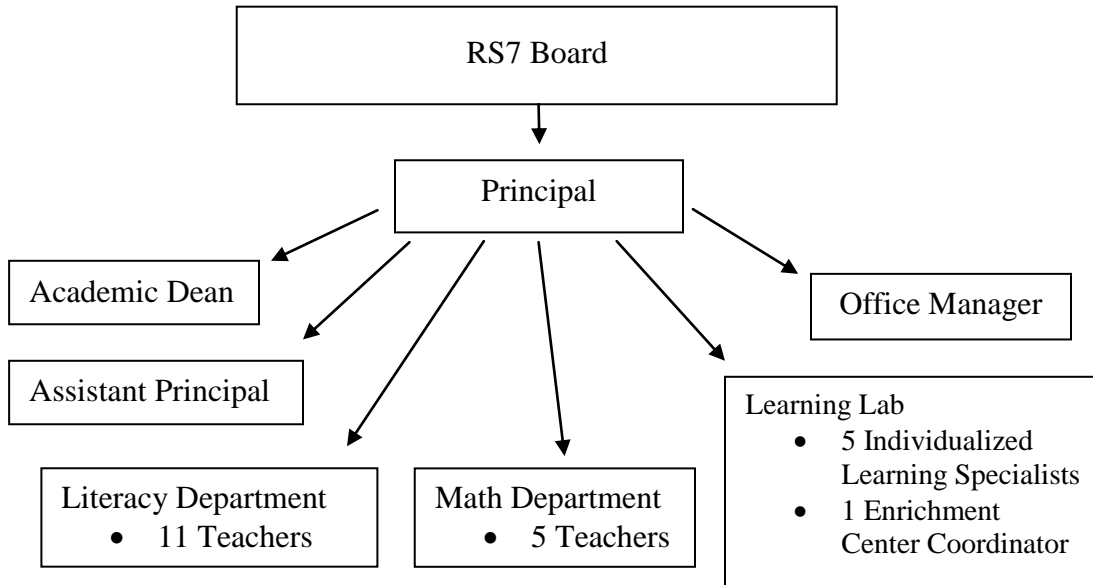 RS7 Board
Principal
Academic Dean
Office Manager
Assistant Principal
Literacy Department
• 11 Teachers
Math Department
• 5 Teachers
Learning Lab
• 5 Individualized
Learning Specialists
• 1 Enrichment
Center Coordinator